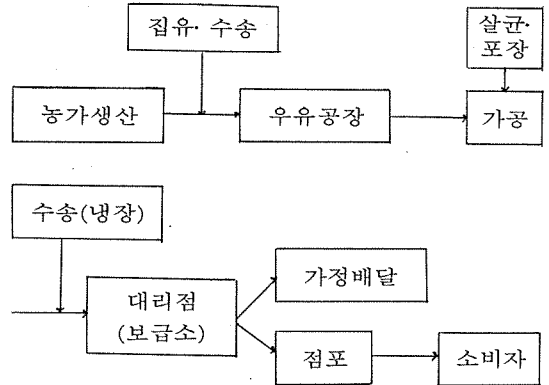 집유· 수송
살균·
포장
농가생산
우유공장
가공
수송(냉장)
대리점
(보급소)
가정배달
점포
소비자